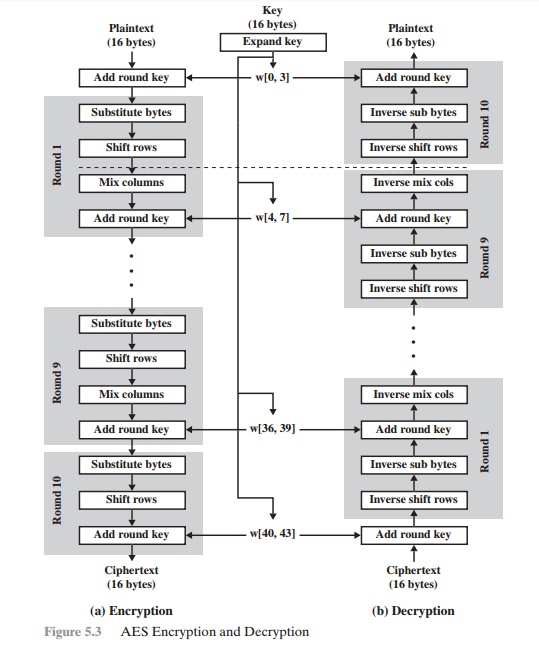 Key
(16 bytes)
Plaintext
(16 bytes)
Expand key
Plaintext
(16 bytes)
Add round key
w[0, 3]
Add round key
Round 1
Substitute bytes
Shift rows
Mix columns
Add round key
w[4, 7]
Inverse sub bytes
Inverse shift rows
Round 10
Inverse mix cols
Add round key
Inverse sub bytes
Inverse shift rows
Round 9
Round 9
Substitute bytes
Shift rows
Mix columns
Add round key
w[36, 39]
Inverse mix cols
Add round key
Inverse sub bytes
Inverse shift rows
Round 1
Round 10
Substitute bytes
Shift rows
Add round key
w[40, 43]
Add round key
Ciphertext
(16 bytes)
Ciphertext
(16 bytes)
(a) Encryption
(b) Decryption
Figure 5.3 AES Encryption and Decryption